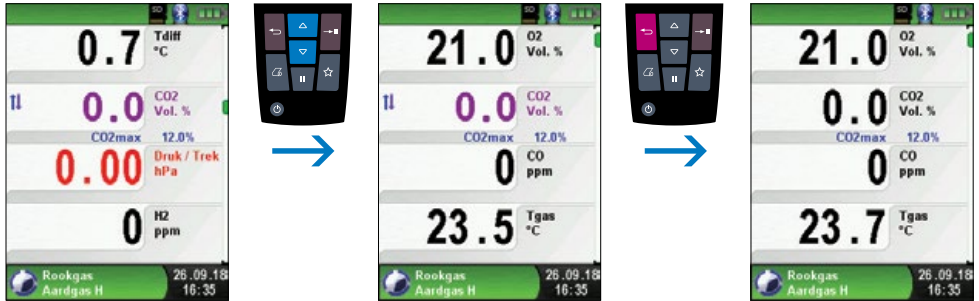 SD
0.7 Tdiff
°C
0.0 CO2
Vol. %
CO2max 12.0%
0.00 Druk / Trek
hPa
0 H2
ppm
Rookgas 26.09.18
Aardgas H 16:35
SD
21.0 O2
Vol. %
0.0 CO2
Vol. %
CO2max 12.0%
0 CO
ppm
23.5 Tgas
°C
Rookgas 26.09.18
Aardgas H 16:35
SD
21.0 O2
Vol. %
0.0 CO2
Vol. %
CO2max 12.0%
0 CO
ppm
23.7 Tgas
°C
Rookgas 26.09.18
Aardgas H 16:35